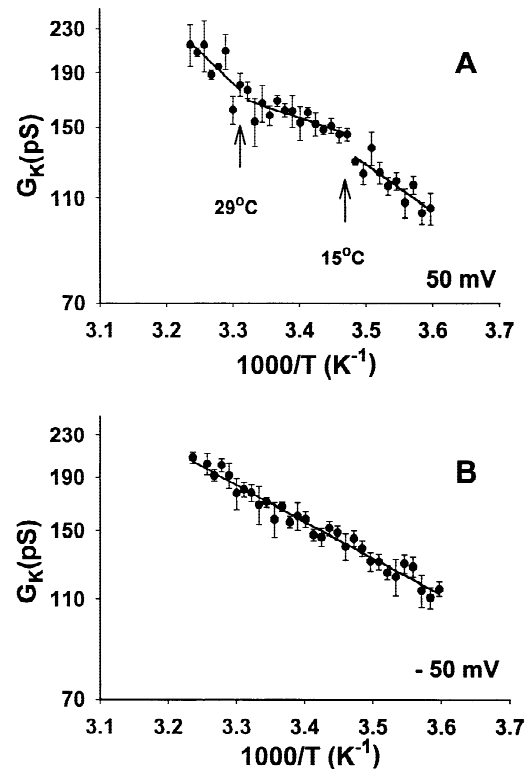 230
A
190
150
G_K(pS)
110
29°C
15°C
50 mV
70
3.1 3.2 3.3 3.4 3.5 3.6 3.7
1000/T (K⁻¹)
230
B
190
150
G_K(pS)
110
- 50 mV
70
3.1 3.2 3.3 3.4 3.5 3.6 3.7
1000/T (K⁻¹)